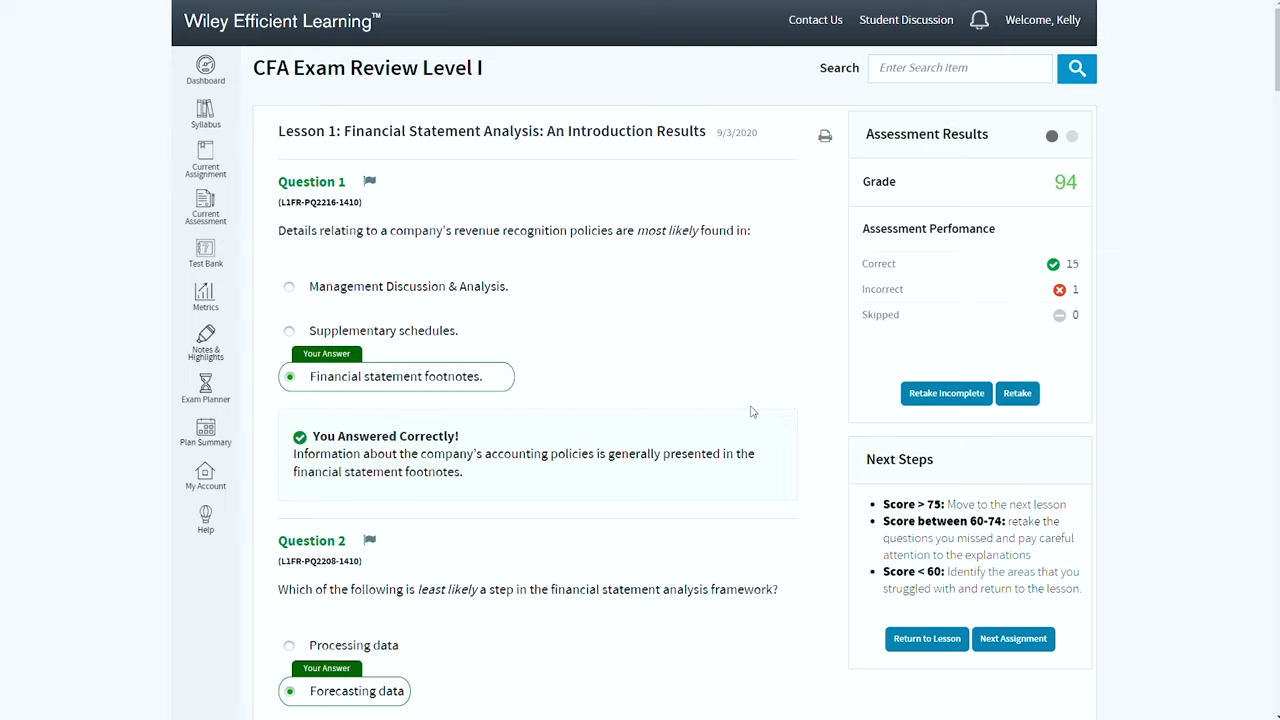 Wiley Efficient Learning™
Contact Us
Student Discussion
Welcome, Kelly
Dashboard
Syllabus
Current
Assignment
Current
Assessment
Test Bank
Metrics
Notes &
Highlights
Exam Planner
Plan Summary
My Account
Help
CFA Exam Review Level I
Search
Enter Search Item
Lesson 1: Financial Statement Analysis: An Introduction Results 9/3/2020
Question 1
(L1FR-PQ2216-1410)
Details relating to a company's revenue recognition policies are most likely found in:
Management Discussion & Analysis.
Supplementary schedules.
Your Answer
Financial statement footnotes.
You Answered Correctly!
Information about the company's accounting policies is generally presented in the
financial statement footnotes.
Question 2
(L1FR-PQ2208-1410)
Which of the following is least likely a step in the financial statement analysis framework?
Processing data
Your Answer
Forecasting data
Assessment Results
Grade 94
Assessment Perfomance
Correct 15
Incorrect 1
Skipped 0
Retake Incomplete
Retake
Next Steps
Score > 75: Move to the next lesson
Score between 60-74: retake the
questions you missed and pay careful
attention to the explanations
Score < 60: Identify the areas that you
struggled with and return to the lesson.
Return to Lesson
Next Assignment